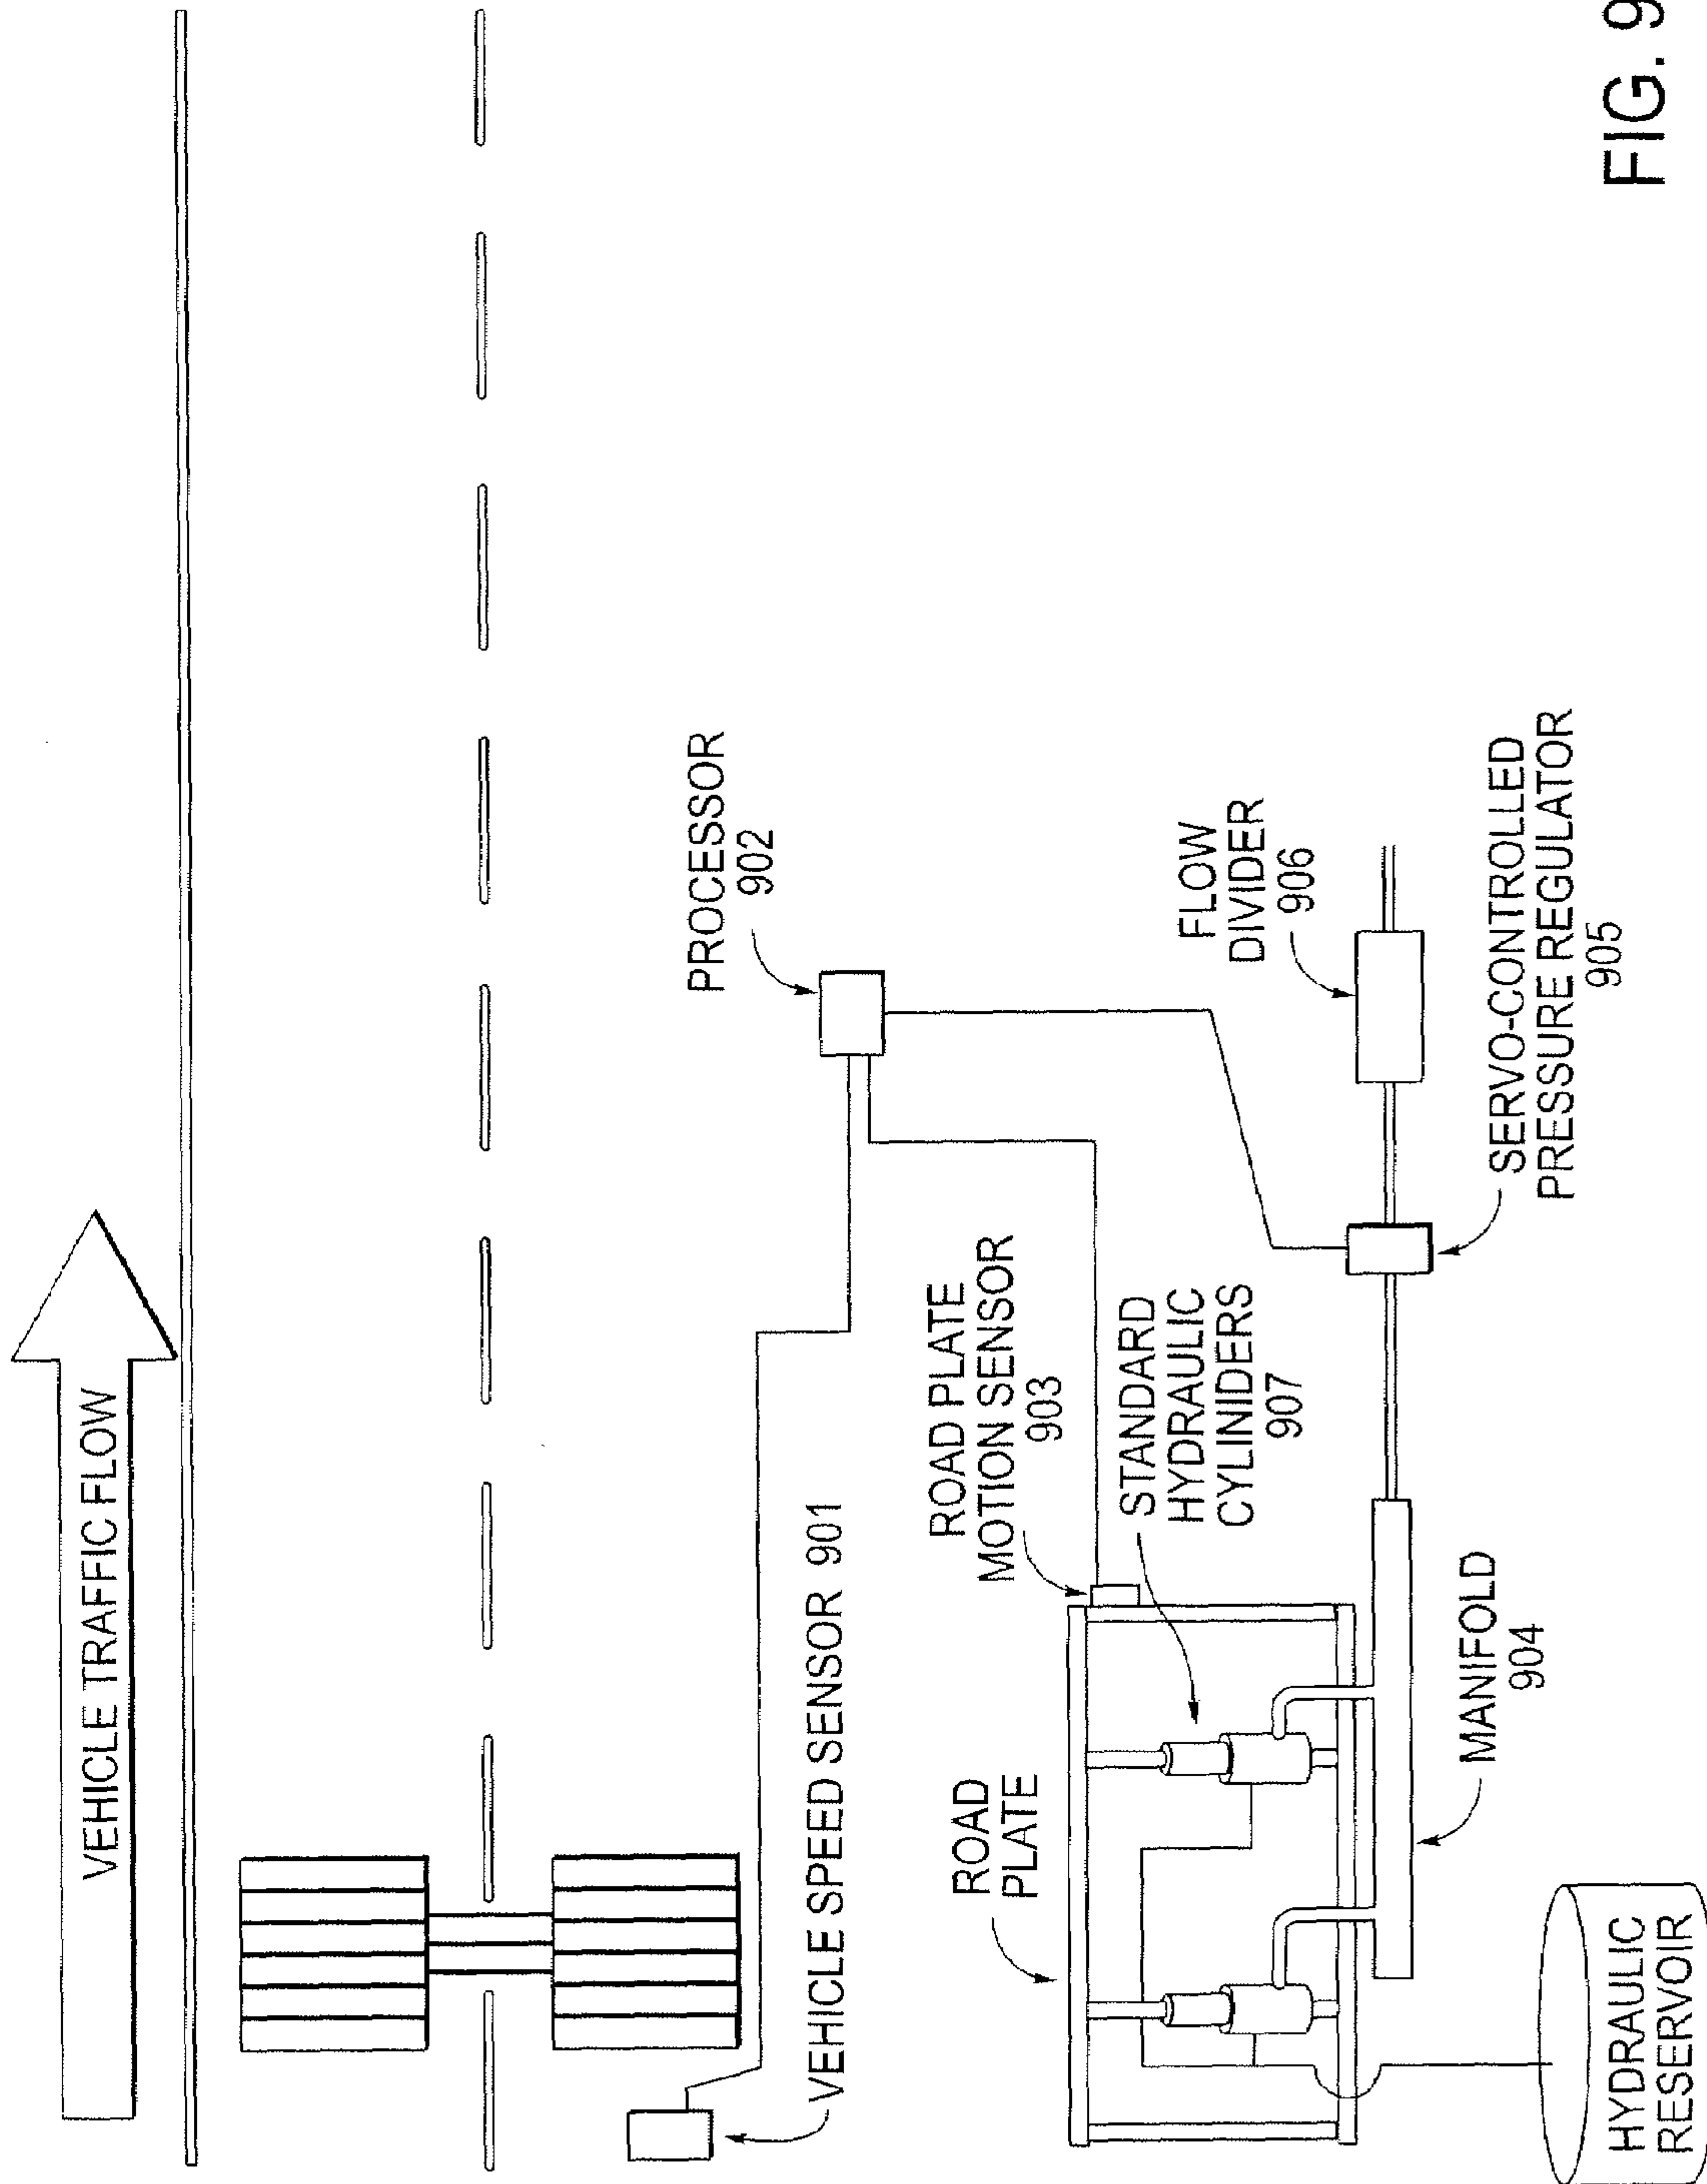 VEHICLE TRAFFIC FLOW
VEHICLE SPEED SENSOR 901
PROCESSOR
902
ROAD PLATE
MOTION SENSOR
903
STANDARD
HYDRAULIC
CYLINIDERS
907
ROAD
PLATE
FLOW
DIVIDER
906
SERVO-CONTROLLED
PRESSURE REGULATOR
905
MANIFOLD
904
HYDRAULIC
RESERVOIR
FIG. 9